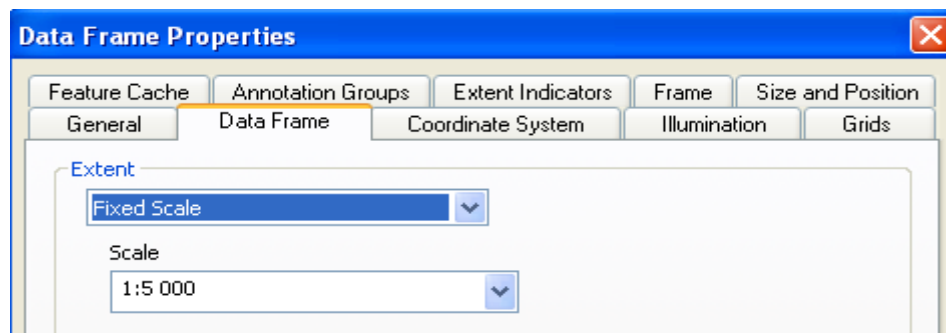 Data Frame Properties
Feature Cache Annotation Groups Extent Indicators Frame Size and Position
General Data Frame Coordinate System Illumination Grids
Extent
Fixed Scale
Scale
1:5 000